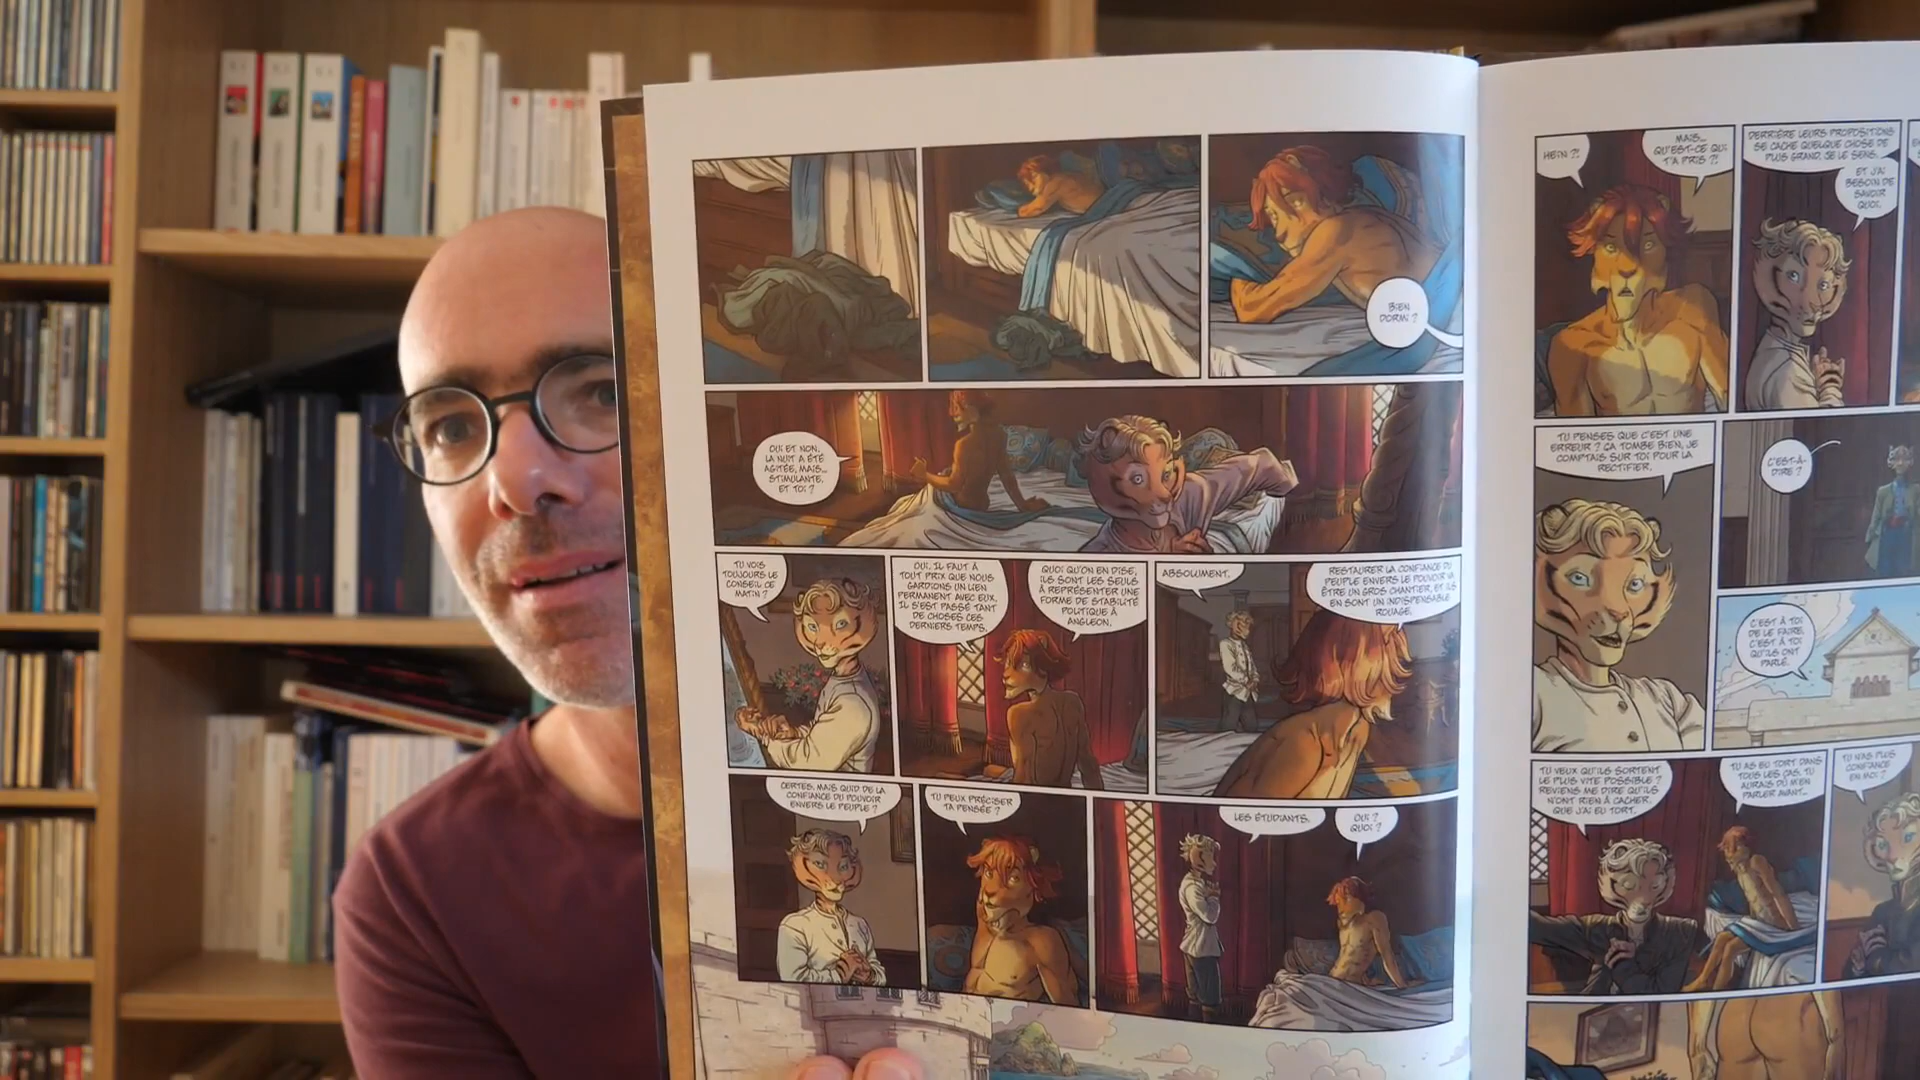 BIEN
DORMI ?
OUI ET NON.
LA NUIT A ÉTÉ
AGITÉE, MAIS...
STIMULANTE.
ET TOI ?
TU VOIS
TOUJOURS LE
CONSEIL CE
MATIN ?
OUI, IL FAUT À
TOUT PRIX QUE NOUS
GARDIONS UN LIEN
PERMANENT AVEC EUX.
IL S'EST PASSÉ TANT
DE CHOSES CES
DERNIERS TEMPS.
QUOI QU'ON EN DISE,
ILS SONT LES SEULS
À REPRÉSENTER UNE
FORME DE STABILITÉ
POLITIQUE À
ANGLEON.
ABSOLUMENT.
RESTAURER LA CONFIANCE DU
PEUPLE ENVERS LE POUVOIR VA
ÊTRE UN GROS CHANTIER, ET ILS
EN SONT UN INDISPENSABLE
ROUAGE.
CERTES, MAIS QUID DE LA
CONFIANCE DU POUVOIR
ENVERS LE PEUPLE ?
TU PEUX PRÉCISER
TA PENSÉE ?
LES ÉTUDIANTS.
OUI ?
QUOI ?
HEIN ?!
MAIS...
QU'EST-CE QUI
T'A PRIS ?!
DERRIÈRE LEURS PROPOSITIONS
SE CACHE QUELQUE CHOSE DE
PLUS GRAND, JE LE SENS.
ET J'AI
BESOIN DE
SAVOIR
QUOI.
TU PENSES QUE C'EST UNE
ERREUR ? ÇA TOMBE BIEN, JE
COMPTAIS SUR TOI POUR LA
RECTIFIER.
C'EST-À-
DIRE ?
C'EST À TOI
DE LE FAIRE.
C'EST À TOI
QU'ILS ONT
PARLÉ.
TU VEUX QU'ILS SORTENT
LE PLUS VITE POSSIBLE ?
REVIENS ME DIRE QU'ILS
N'ONT RIEN À CACHER.
QUE J'AI EU TORT.
TU AS EU TORT DANS
TOUS LES CAS. TU
AURAIS DÛ M'EN
PARLER AVANT...
TU N'AS PLUS
CONFIANCE
EN MOI ?